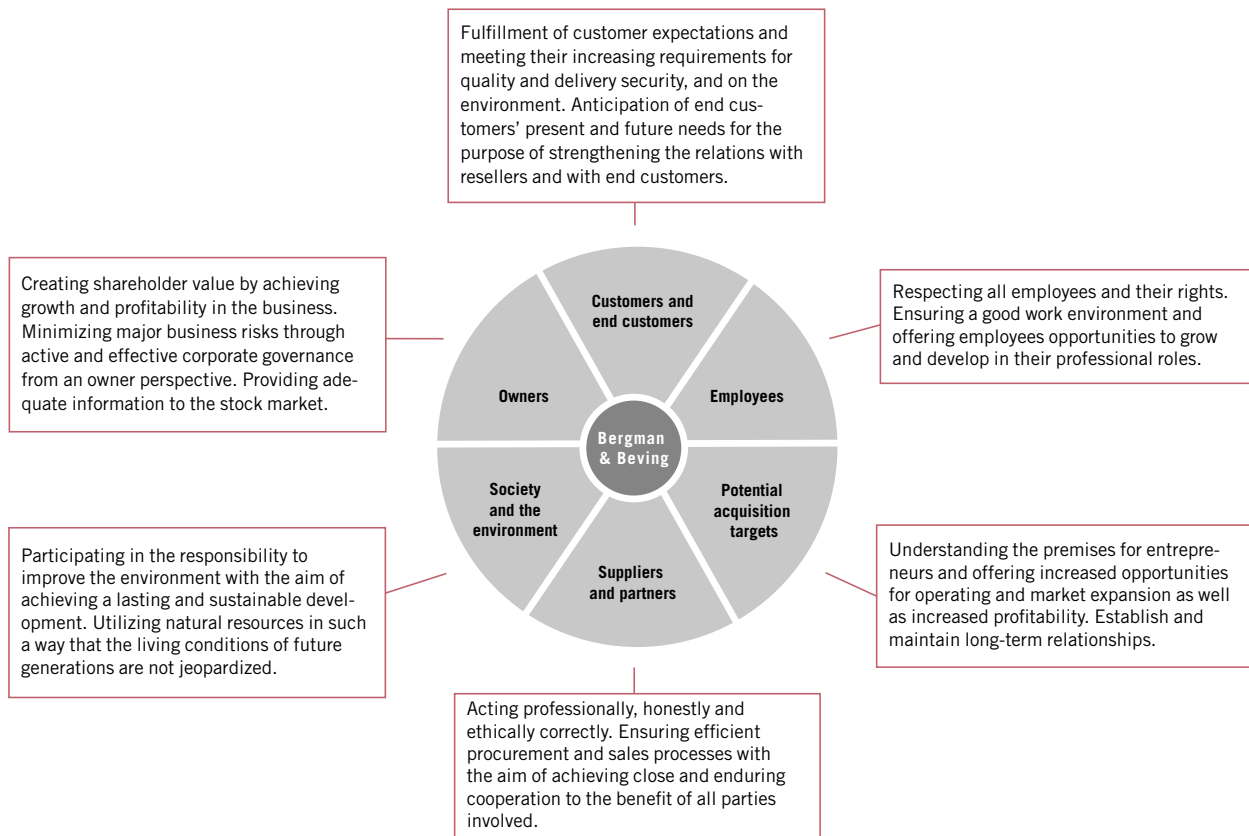 Fulfillment of customer expectations and
meeting their increasing requirements for
quality and delivery security, and on the
environment. Anticipation of end cus-
tomers’ present and future needs for the
purpose of strengthening the relations with
resellers and with end customers.
Creating shareholder value by achieving
growth and profitability in the business.
Minimizing major business risks through
active and effective corporate governance
from an owner perspective. Providing ade-
quate information to the stock market.
Customers and
end customers
Respecting all employees and their rights.
Ensuring a good work environment and
offering employees opportunities to grow
and develop in their professional roles.
Owners
Employees
Bergman
& Beving
Society
and the
environment
Potential
acquisition
targets
Suppliers
and partners
Participating in the responsibility to
improve the environment with the aim of
achieving a lasting and sustainable devel-
opment. Utilizing natural resources in such
a way that the living conditions of future
generations are not jeopardized.
Understanding the premises for entrepre-
neurs and offering increased opportunities
for operating and market expansion as well
as increased profitability. Establish and
maintain long-term relationships.
Acting professionally, honestly and
ethically correctly. Ensuring efficient
procurement and sales processes with
the aim of achieving close and enduring
cooperation to the benefit of all parties
involved.